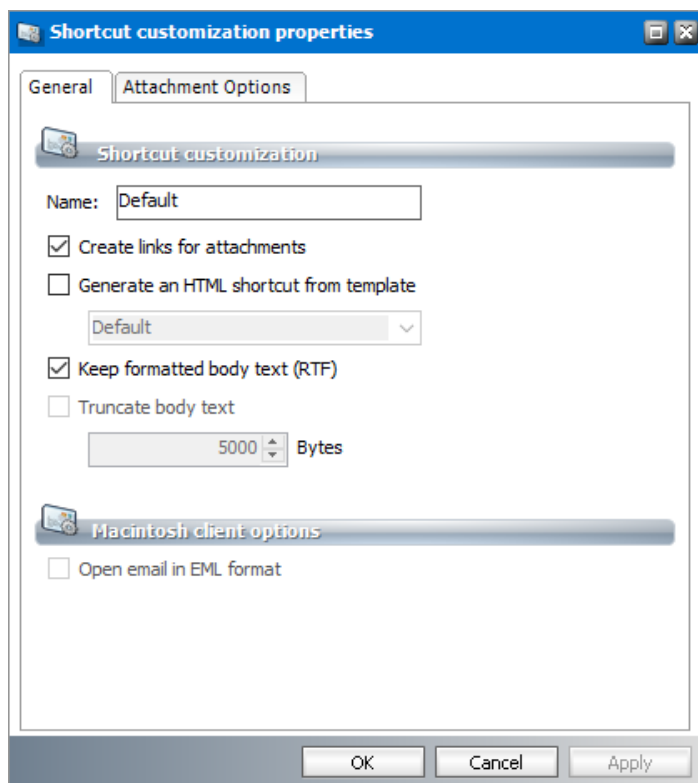 Shortcut customization properties
General Attachment Options
Shortcut customization
Name: Default
Create links for attachments
Generate an HTML shortcut from template
Default
Keep formatted body text (RTF)
Truncate body text
5000 Bytes
Macintosh client options
Open email in EML format
OK Cancel Apply